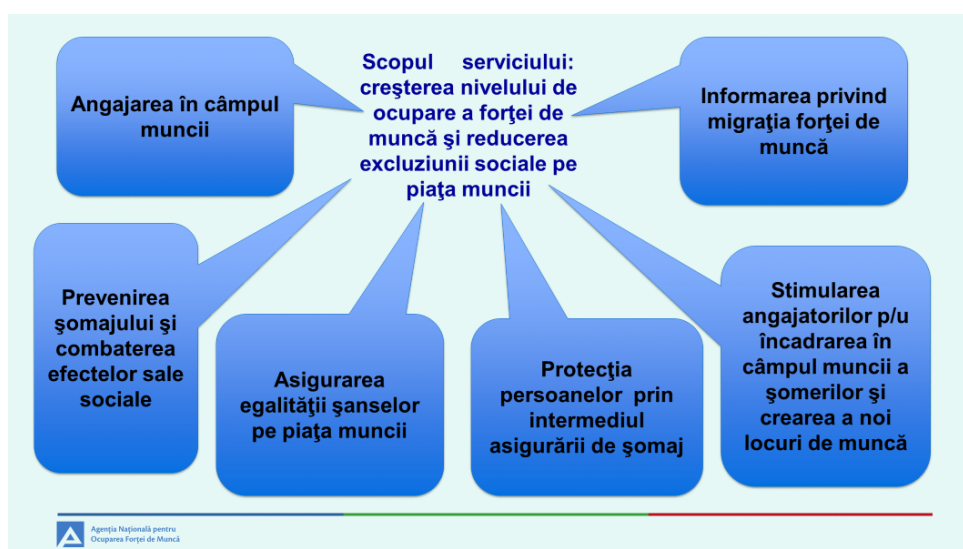 Scopul serviciului:
creşterea nivelului de
ocupare a forţei de
muncă şi reducerea
excluziunii sociale pe
piaţa muncii
Angajarea în câmpul
muncii
Informarea privind
migraţia forţei de
muncă
Prevenirea
şomajului şi
combaterea
efectelor sale
sociale
Asigurarea
egalităţii şanselor
pe piaţa muncii
Protecţia
persoanelor prin
intermediul
asigurării de şomaj
Stimularea
angajatorilor p/u
încadrarea în
câmpul muncii a
şomerilor şi
crearea a noi
locuri de muncă
Agenția Națională pentru
Ocuparea Forței de Muncă